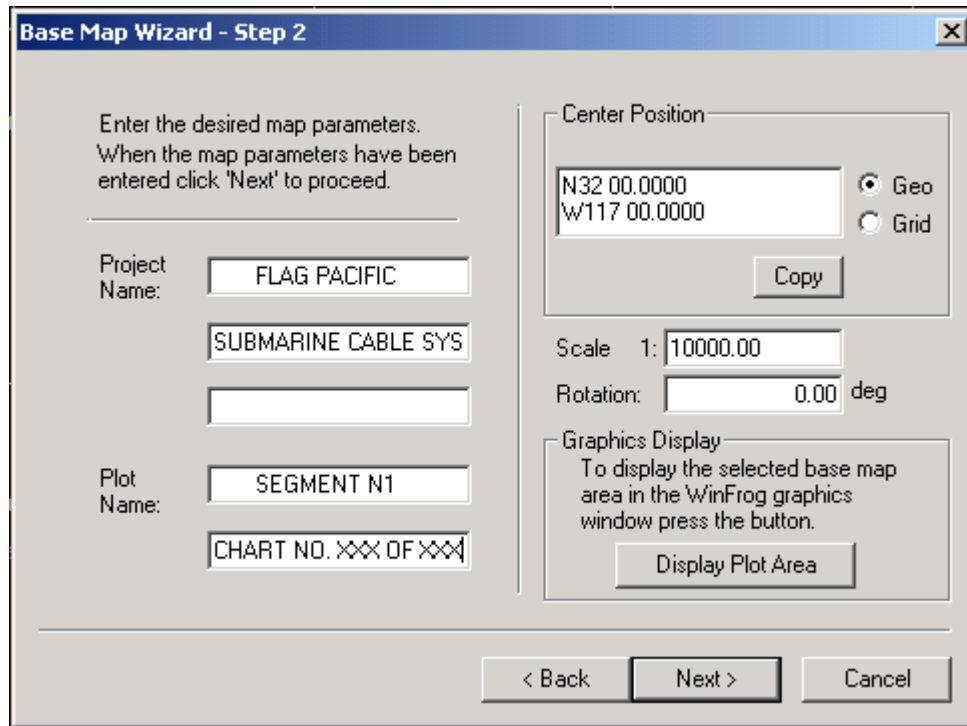 Base Map Wizard - Step 2
Enter the desired map parameters.
When the map parameters have been
entered click 'Next' to proceed.
Project
Name:
FLAG PACIFIC
SUBMARINE CABLE SYS
Plot
Name:
SEGMENT N1
CHART NO. XXX OF XXX
Center Position
N32 00.0000
W117 00.0000
Geo
Grid
Copy
Scale 1: 10000.00
Rotation: 0.00 deg
Graphics Display
To display the selected base map
area in the WinFrog graphics
window press the button.
Display Plot Area
< Back
Next >
Cancel